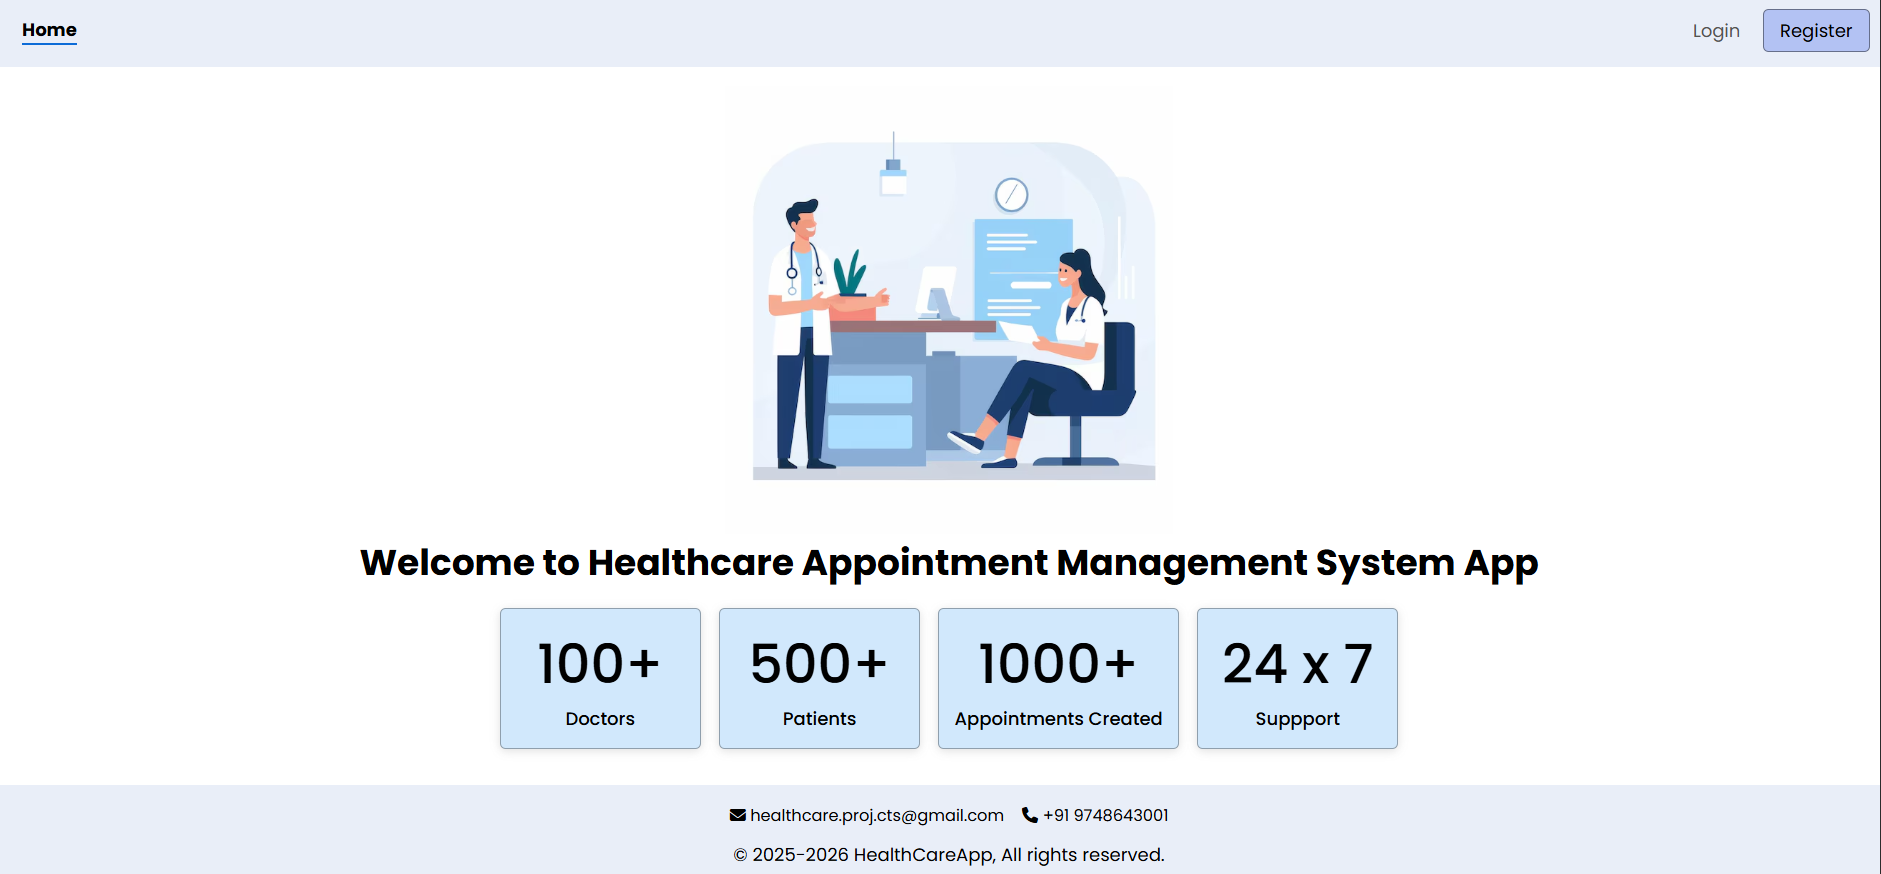 Home
Login
Register
Welcome to Healthcare Appointment Management System App
100+
Doctors
500+
Patients
1000+
Appointments Created
24 x 7
Suppport
healthcare.proj.cts@gmail.com +91 9748643001
© 2025-2026 HealthCareApp, All rights reserved.